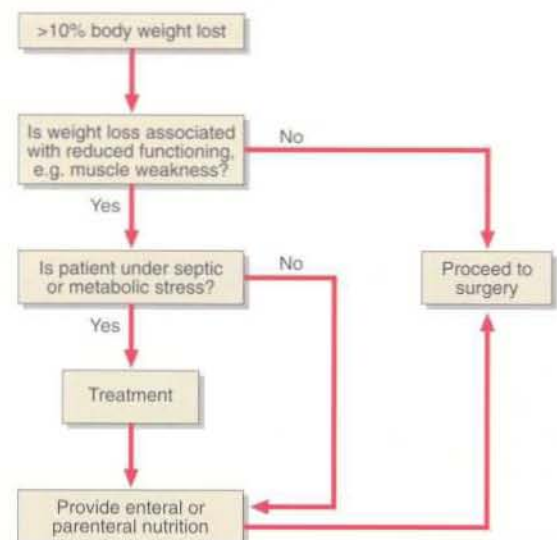 >10% body weight lost
Is weight loss associated
with reduced functioning,
e.g. muscle weakness?
No
Yes
Is patient under septic
or metabolic stress?
No
Proceed to
surgery
Yes
Treatment
Provide enteral or
parenteral nutrition